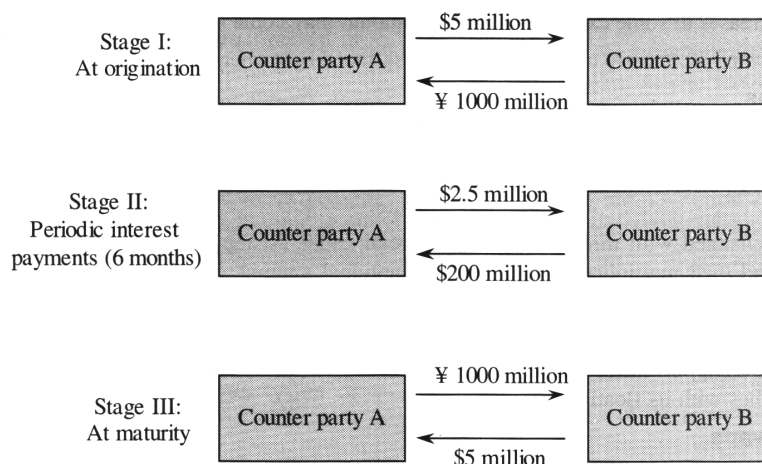 Stage I:
At origination
Counter party A
$5 million
¥ 1000 million
Counter party B
Stage II:
Periodic interest
payments (6 months)
Counter party A
$2.5 million
$200 million
Counter party B
Stage III:
At maturity
Counter party A
¥ 1000 million
$5 million
Counter party B